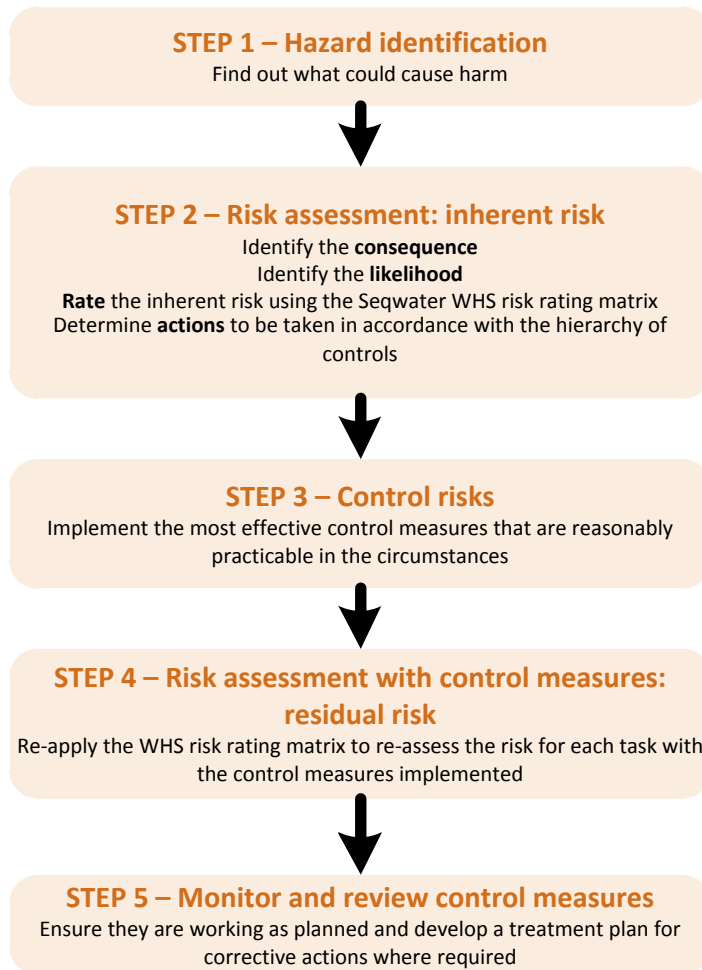 STEP 1 – Hazard identification
Find out what could cause harm
STEP 2 – Risk assessment: inherent risk
Identify the consequence
Identify the likelihood
Rate the inherent risk using the Seqwater WHS risk rating matrix
Determine actions to be taken in accordance with the hierarchy of
controls
STEP 3 – Control risks
Implement the most effective control measures that are reasonably
practicable in the circumstances
STEP 4 – Risk assessment with control measures:
residual risk
Re-apply the WHS risk rating matrix to re-assess the risk for each task with
the control measures implemented
STEP 5 – Monitor and review control measures
Ensure they are working as planned and develop a treatment plan for
corrective actions where required